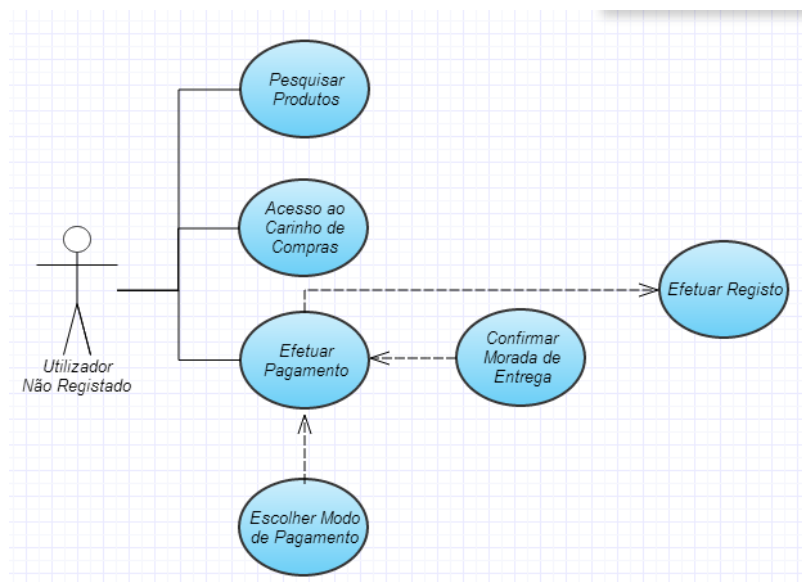 Pesquisar
Produtos
Acesso ao
Carinho de
Compras
Efetuar Registo
Confirmar
Morada de
Entrega
Efetuar
Pagamento
Utilizador
Não Registado
Escolher Modo
de Pagamento